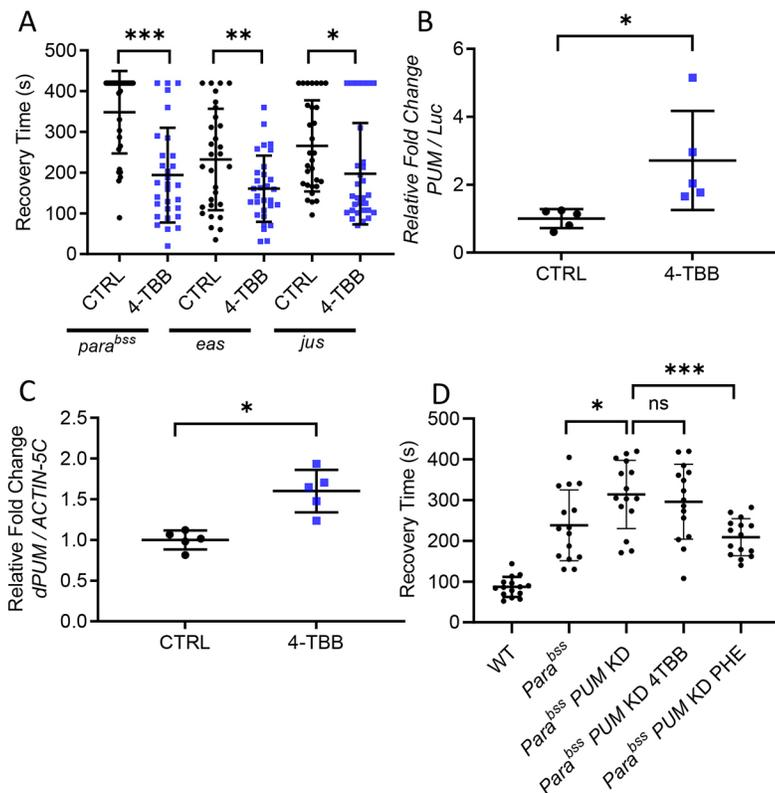 A
Recovery Time (s)
500
400
300
200
100
0
***
**
*
CTRL
4-TBB
CTRL
4-TBB
CTRL
4-TBB
para^bss
eas
jus
B
Relative Fold Change
PUM / Luc
6
4
2
0
*
CTRL
4-TBB
C
Relative Fold Change
dPUM / ACTIN-5C
2.5
2.0
1.5
1.0
0.5
0.0
*
CTRL
4-TBB
D
Recovery Time (s)
500
400
300
200
100
0
*
ns
***
WT
Para^bss
Para^bss PUM KD
Para^bss PUM KD 4TBB
Para^bss PUM KD PHE